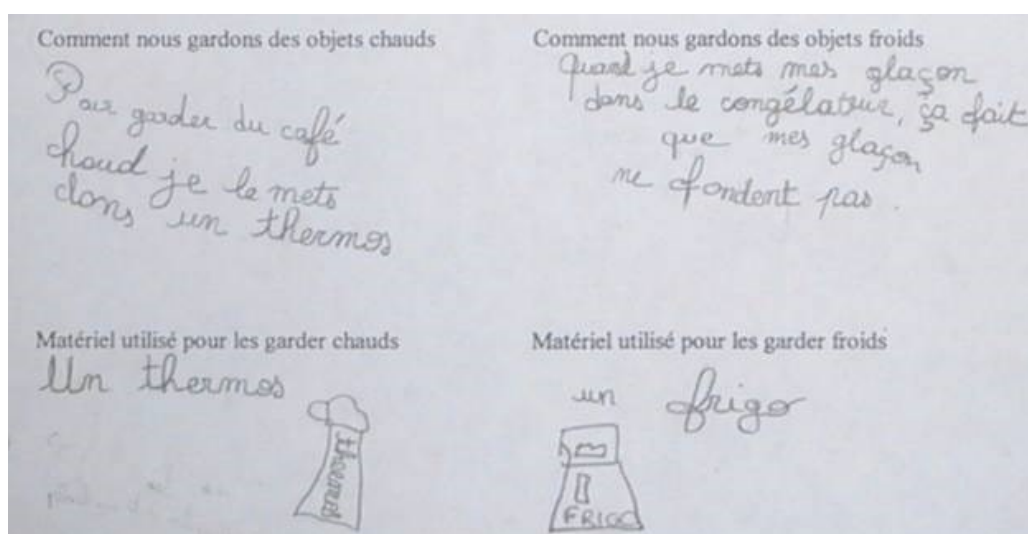 Comment nous gardons des objets chauds
Pour garder du café
chaud je le mets
dans un thermos
Comment nous gardons des objets froids
Quand je mets mes glaçon
dans le congélateur, ça fait
que mes glaçon
ne fondent pas.
Matériel utilisé pour les garder chauds
Un thermos
thermos
Matériel utilisé pour les garder froids
un frigo
FRIGO